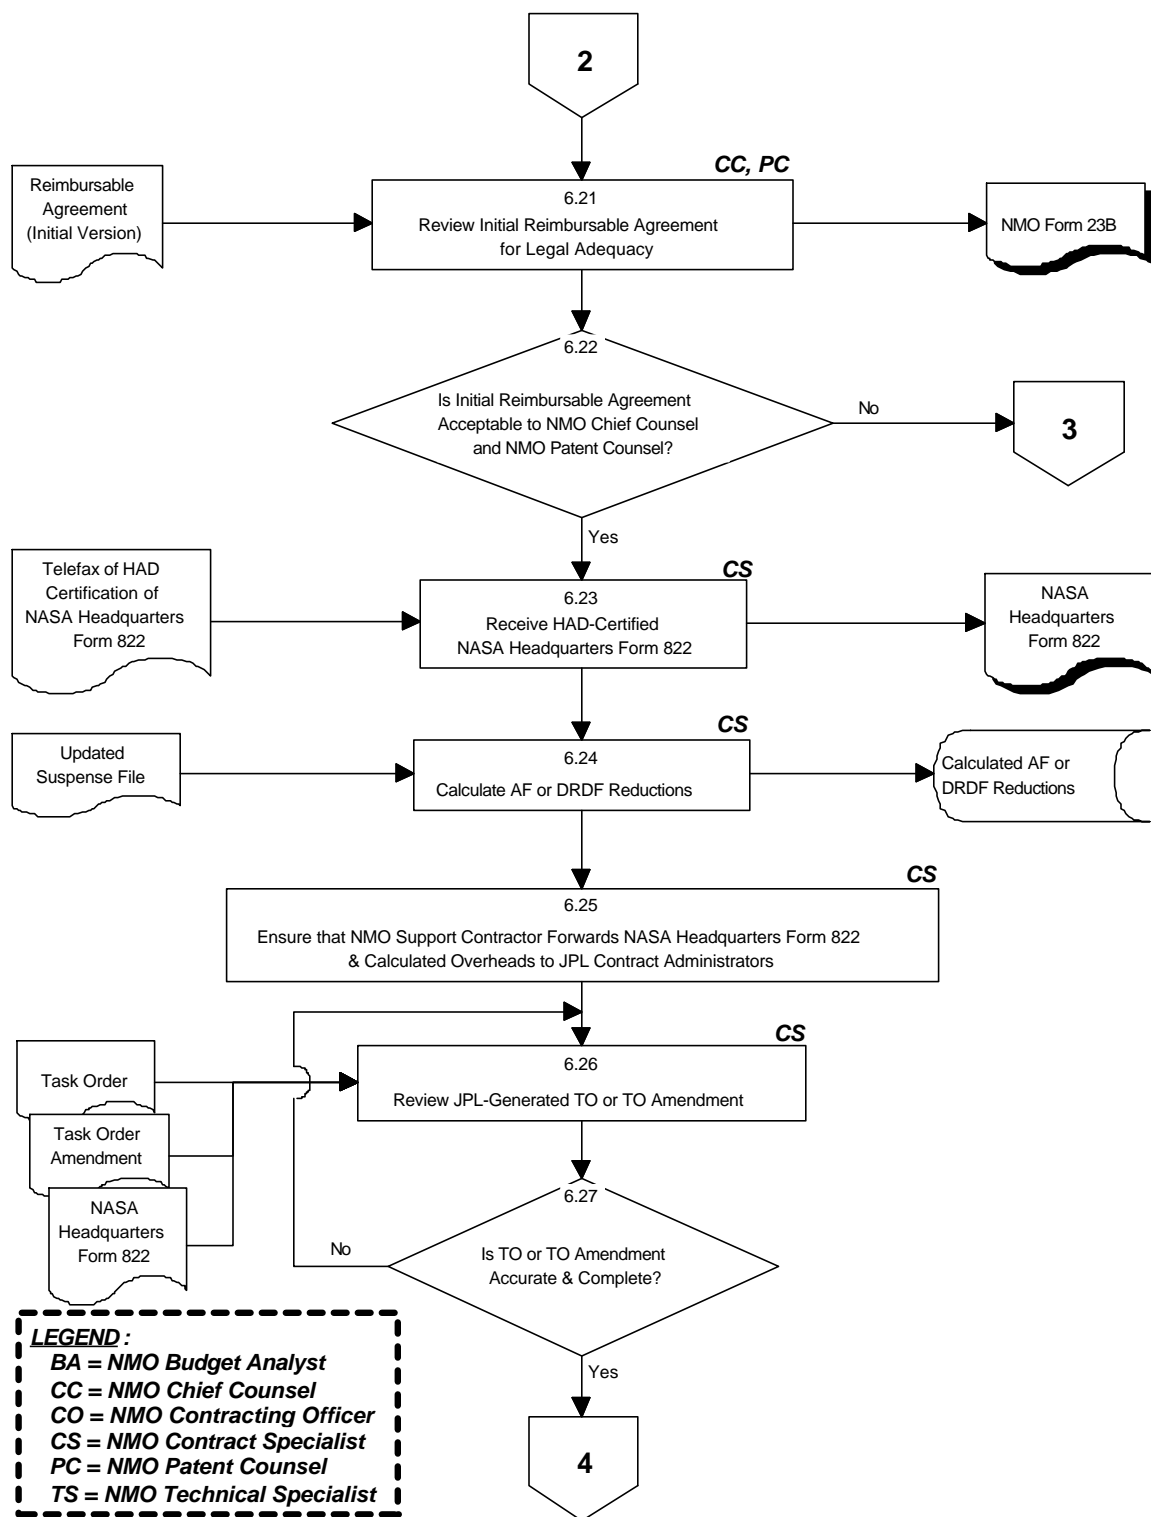 2
CC, PC
Reimbursable
Agreement
(Initial Version)
6.21
Review Initial Reimbursable Agreement
for Legal Adequacy
NMO Form 23B
6.22
Is Initial Reimbursable Agreement
Acceptable to NMO Chief Counsel
and NMO Patent Counsel?
No
3
Yes
Telefax of HAD
Certification of
NASA Headquarters
Form 822
CS
6.23
Receive HAD-Certified
NASA Headquarters Form 822
NASA
Headquarters
Form 822
Updated
Suspense File
CS
6.24
Calculate AF or DRDF Reductions
Calculated AF or
DRDF Reductions
CS
6.25
Ensure that NMO Support Contractor Forwards NASA Headquarters Form 822
& Calculated Overheads to JPL Contract Administrators
CS
6.26
Review JPL-Generated TO or TO Amendment
Task Order
Task Order
Amendment
NASA
Headquarters
Form 822
6.27
Is TO or TO Amendment
Accurate & Complete?
No
Yes
4
LEGEND :
BA = NMO Budget Analyst
CC = NMO Chief Counsel
CO = NMO Contracting Officer
CS = NMO Contract Specialist
PC = NMO Patent Counsel
TS = NMO Technical Specialist